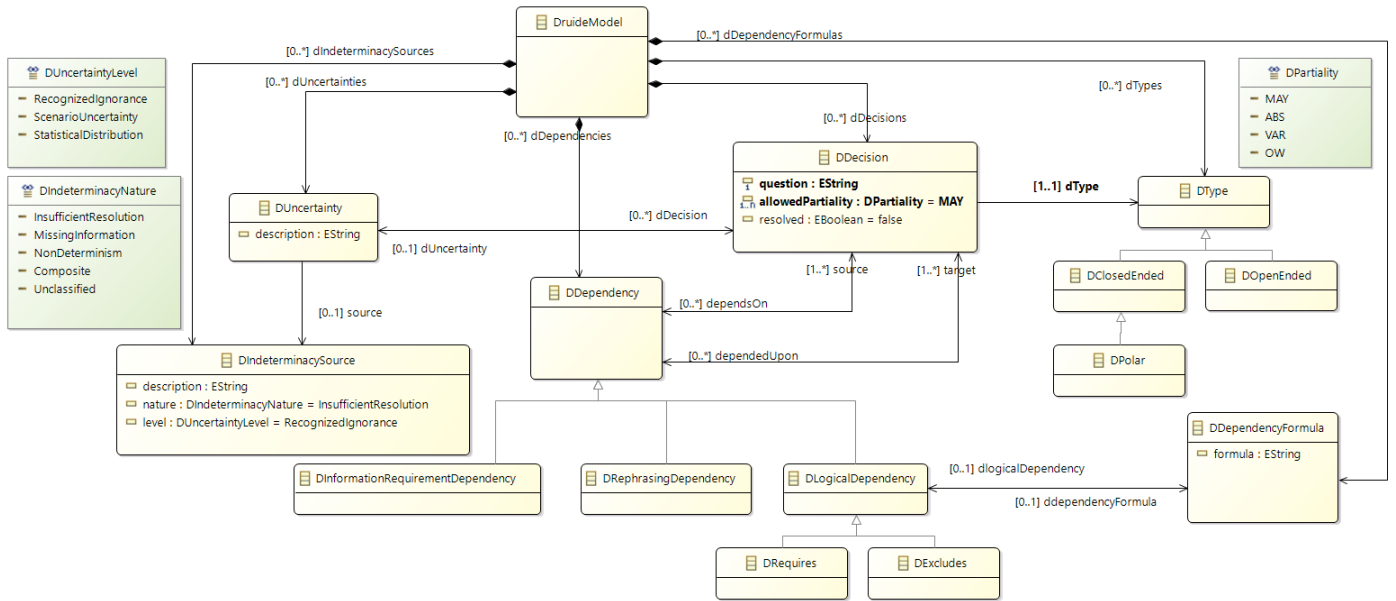 DruideModel
[0..*] dDependencyFormulas
[0..*] dIndeterminacySources
DUncertaintyLevel
RecognizedIgnorance
ScenarioUncertainty
StatisticalDistribution
[0..*] dUncertainties
[0..*] dTypes
DPartiality
MAY
ABS
VAR
OW
[0..*] dDecisions
[0..*] dDependencies
DDecision
1 question : EString
1..n allowedPartiality : DPartiality = MAY
resolved : EBoolean = false
[1..1] dType
DType
DIndeterminacyNature
InsufficientResolution
MissingInformation
NonDeterminism
Composite
Unclassified
DUncertainty
description : EString
[0..*] dDecision
[0..1] dUncertainty
[1..*] source
[1..*] target
DClosedEnded
DOpenEnded
DDependency
[0..*] dependsOn
[0..1] source
[0..*] dependedUpon
DPolar
DIndeterminacySource
description : EString
nature : DIndeterminacyNature = InsufficientResolution
level : DUncertaintyLevel = RecognizedIgnorance
DDependencyFormula
formula : EString
DInformationRequirementDependency
DRephrasingDependency
DLogicalDependency
[0..1] dlogicalDependency
[0..1] ddependencyFormula
DRequires
DExcludes